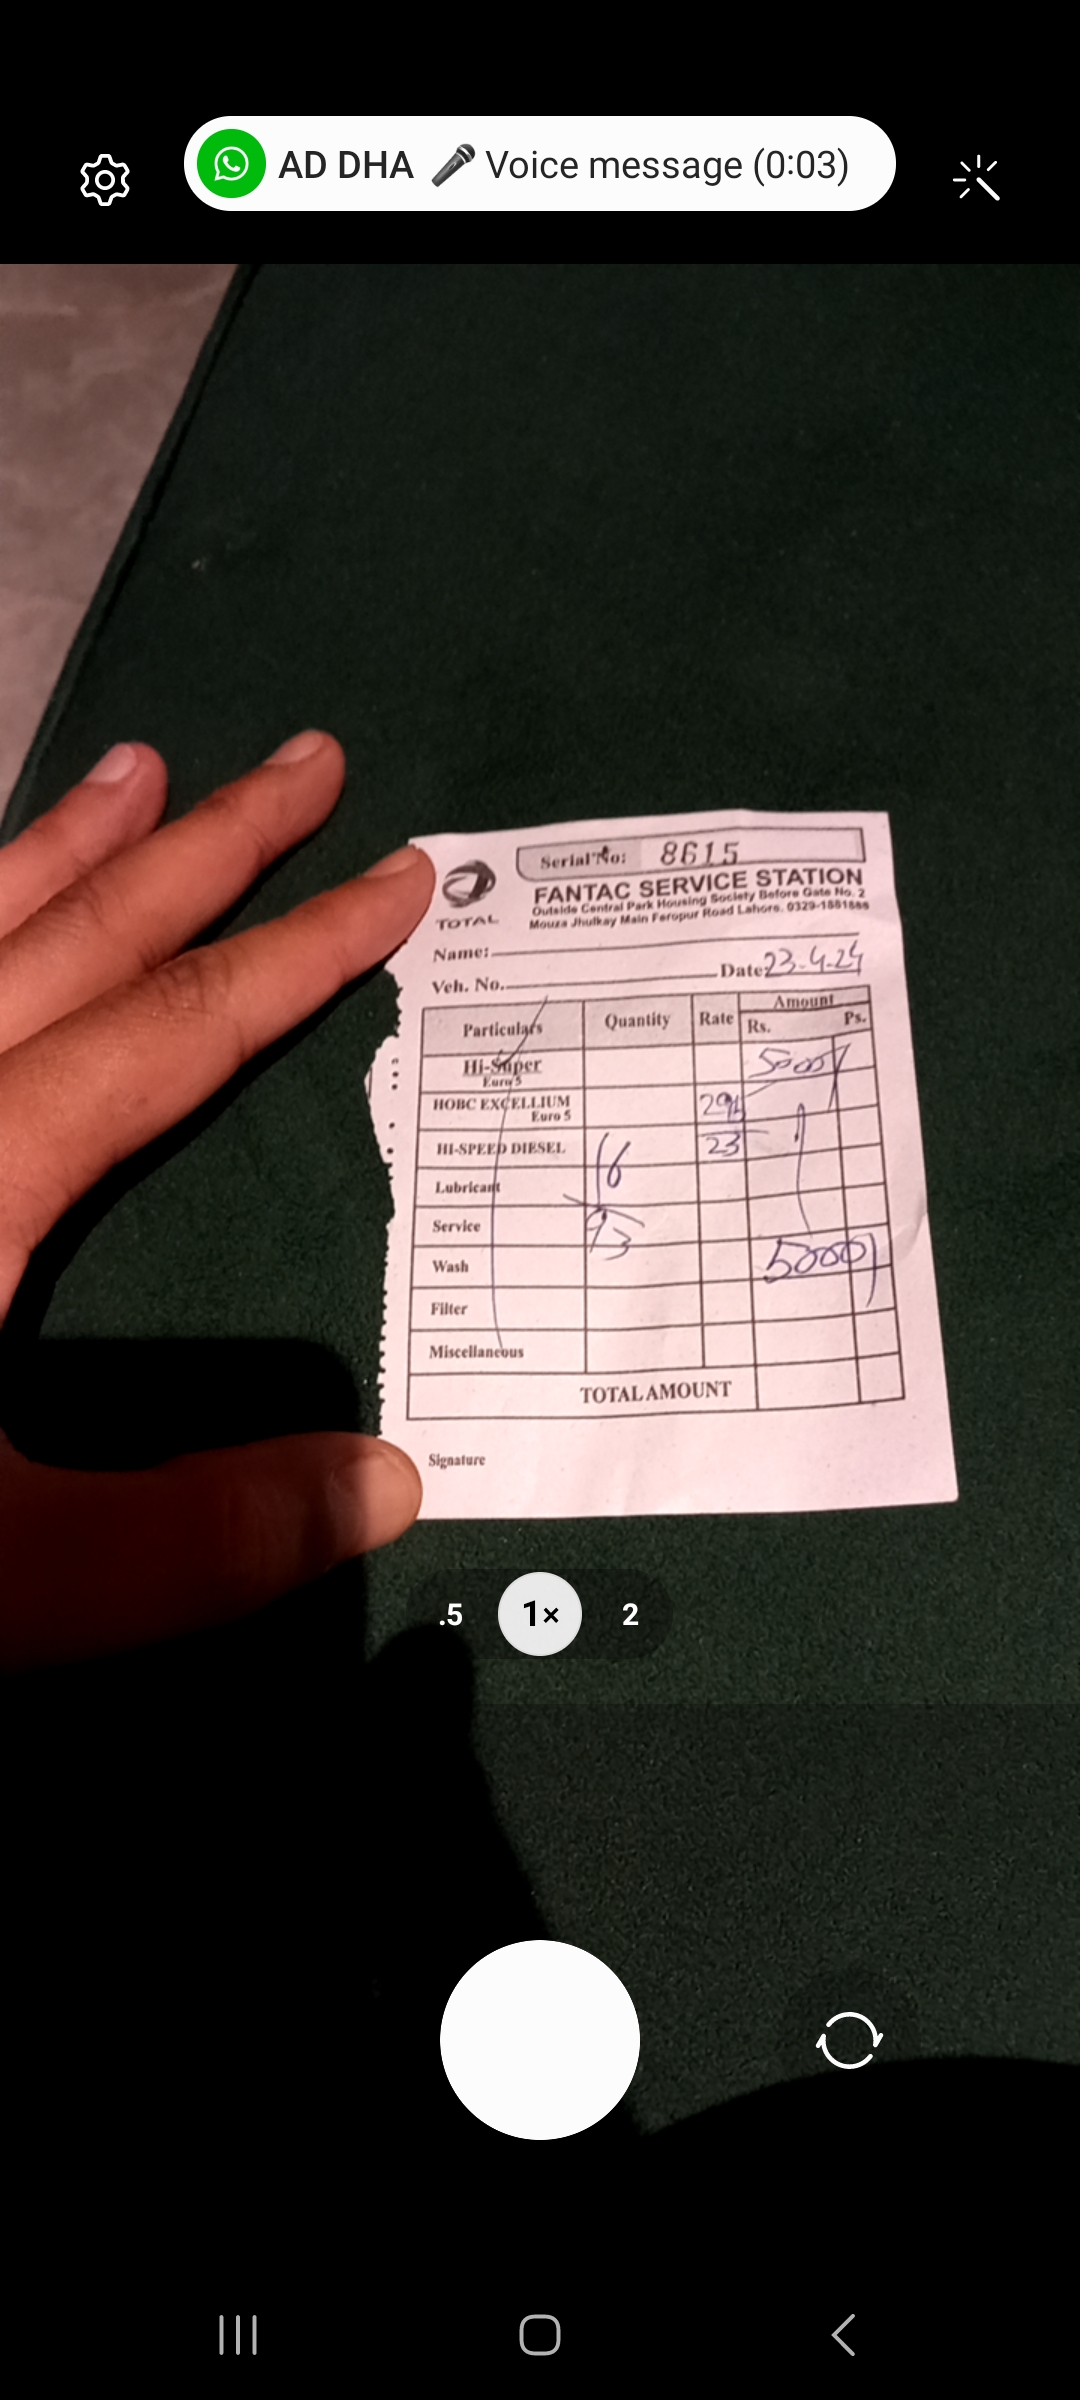 AD DHA 🎤 Voice message (0:03)
Serial No: 8615
TOTAL
FANTAC SERVICE STATION
Outside Central Park Housing Society Before Gate No. 2
Mouza Jhulkay Main Feropur Road Lahore. 0329-1881888
Name:
Veh. No. Date: 23-4-24
Particulars Quantity Rate Amount
Rs. Ps.
Hi-Super 5000/
Euro 5
HOBC EXCELLIUM 294
Euro 5
HI-SPEED DIESEL 16 23
Lubricant
Service 93
Wash 5000/
Filter
Miscellaneous
TOTAL AMOUNT
Signature
.5 1× 2